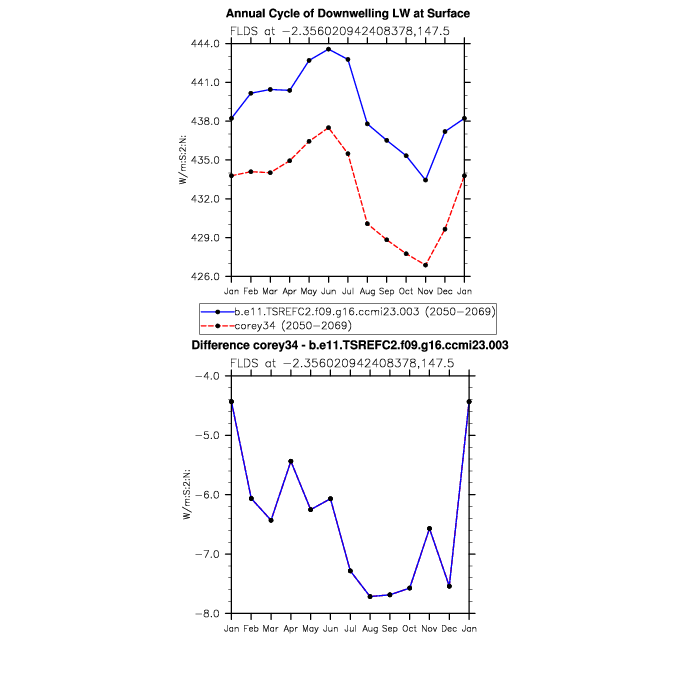 Annual Cycle of Downwelling LW at Surface
FLDS at −2.356020942408378,147.5
444.0
441.0
438.0
435.0
432.0
429.0
426.0
W/m:S:2:N:
Jan Feb Mar Apr May Jun Jul Aug Sep Oct Nov Dec Jan
b.e11.TSREFC2.f09.g16.ccmi23.003 (2050−2069)
corey34 (2050−2069)
Difference corey34 - b.e11.TSREFC2.f09.g16.ccmi23.003
FLDS at −2.356020942408378,147.5
−4.0
−5.0
−6.0
−7.0
−8.0
W/m:S:2:N:
Jan Feb Mar Apr May Jun Jul Aug Sep Oct Nov Dec Jan